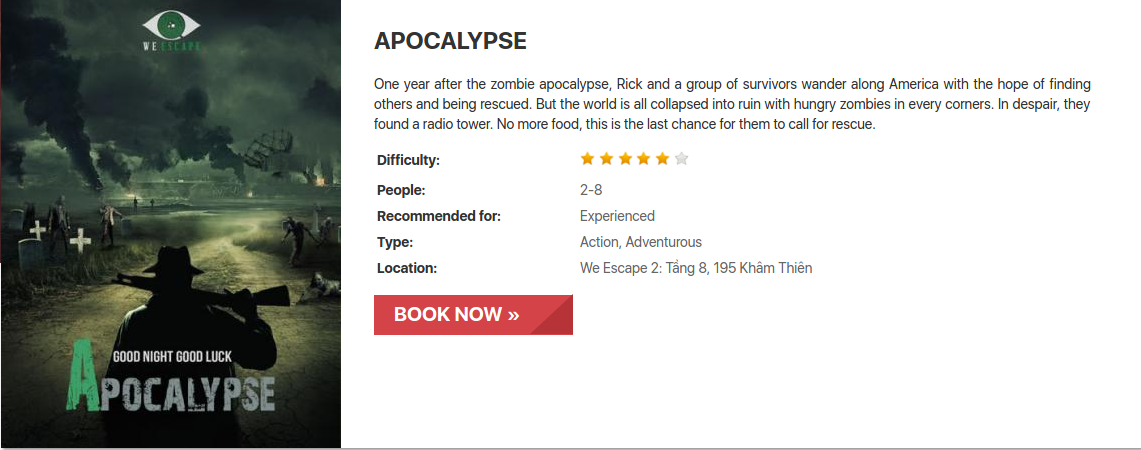 WE ESCAPE
GOOD NIGHT GOOD LUCK
APOCALYPSE
APOCALYPSE
One year after the zombie apocalypse, Rick and a group of survivors wander along America with the hope of finding
others and being rescued. But the world is all collapsed into ruin with hungry zombies in every corners. In despair, they
found a radio tower. No more food, this is the last chance for them to call for rescue.
Difficulty:
People: 2-8
Recommended for: Experienced
Type: Action, Adventurous
Location: We Escape 2: Tầng 8, 195 Khâm Thiên
BOOK NOW »